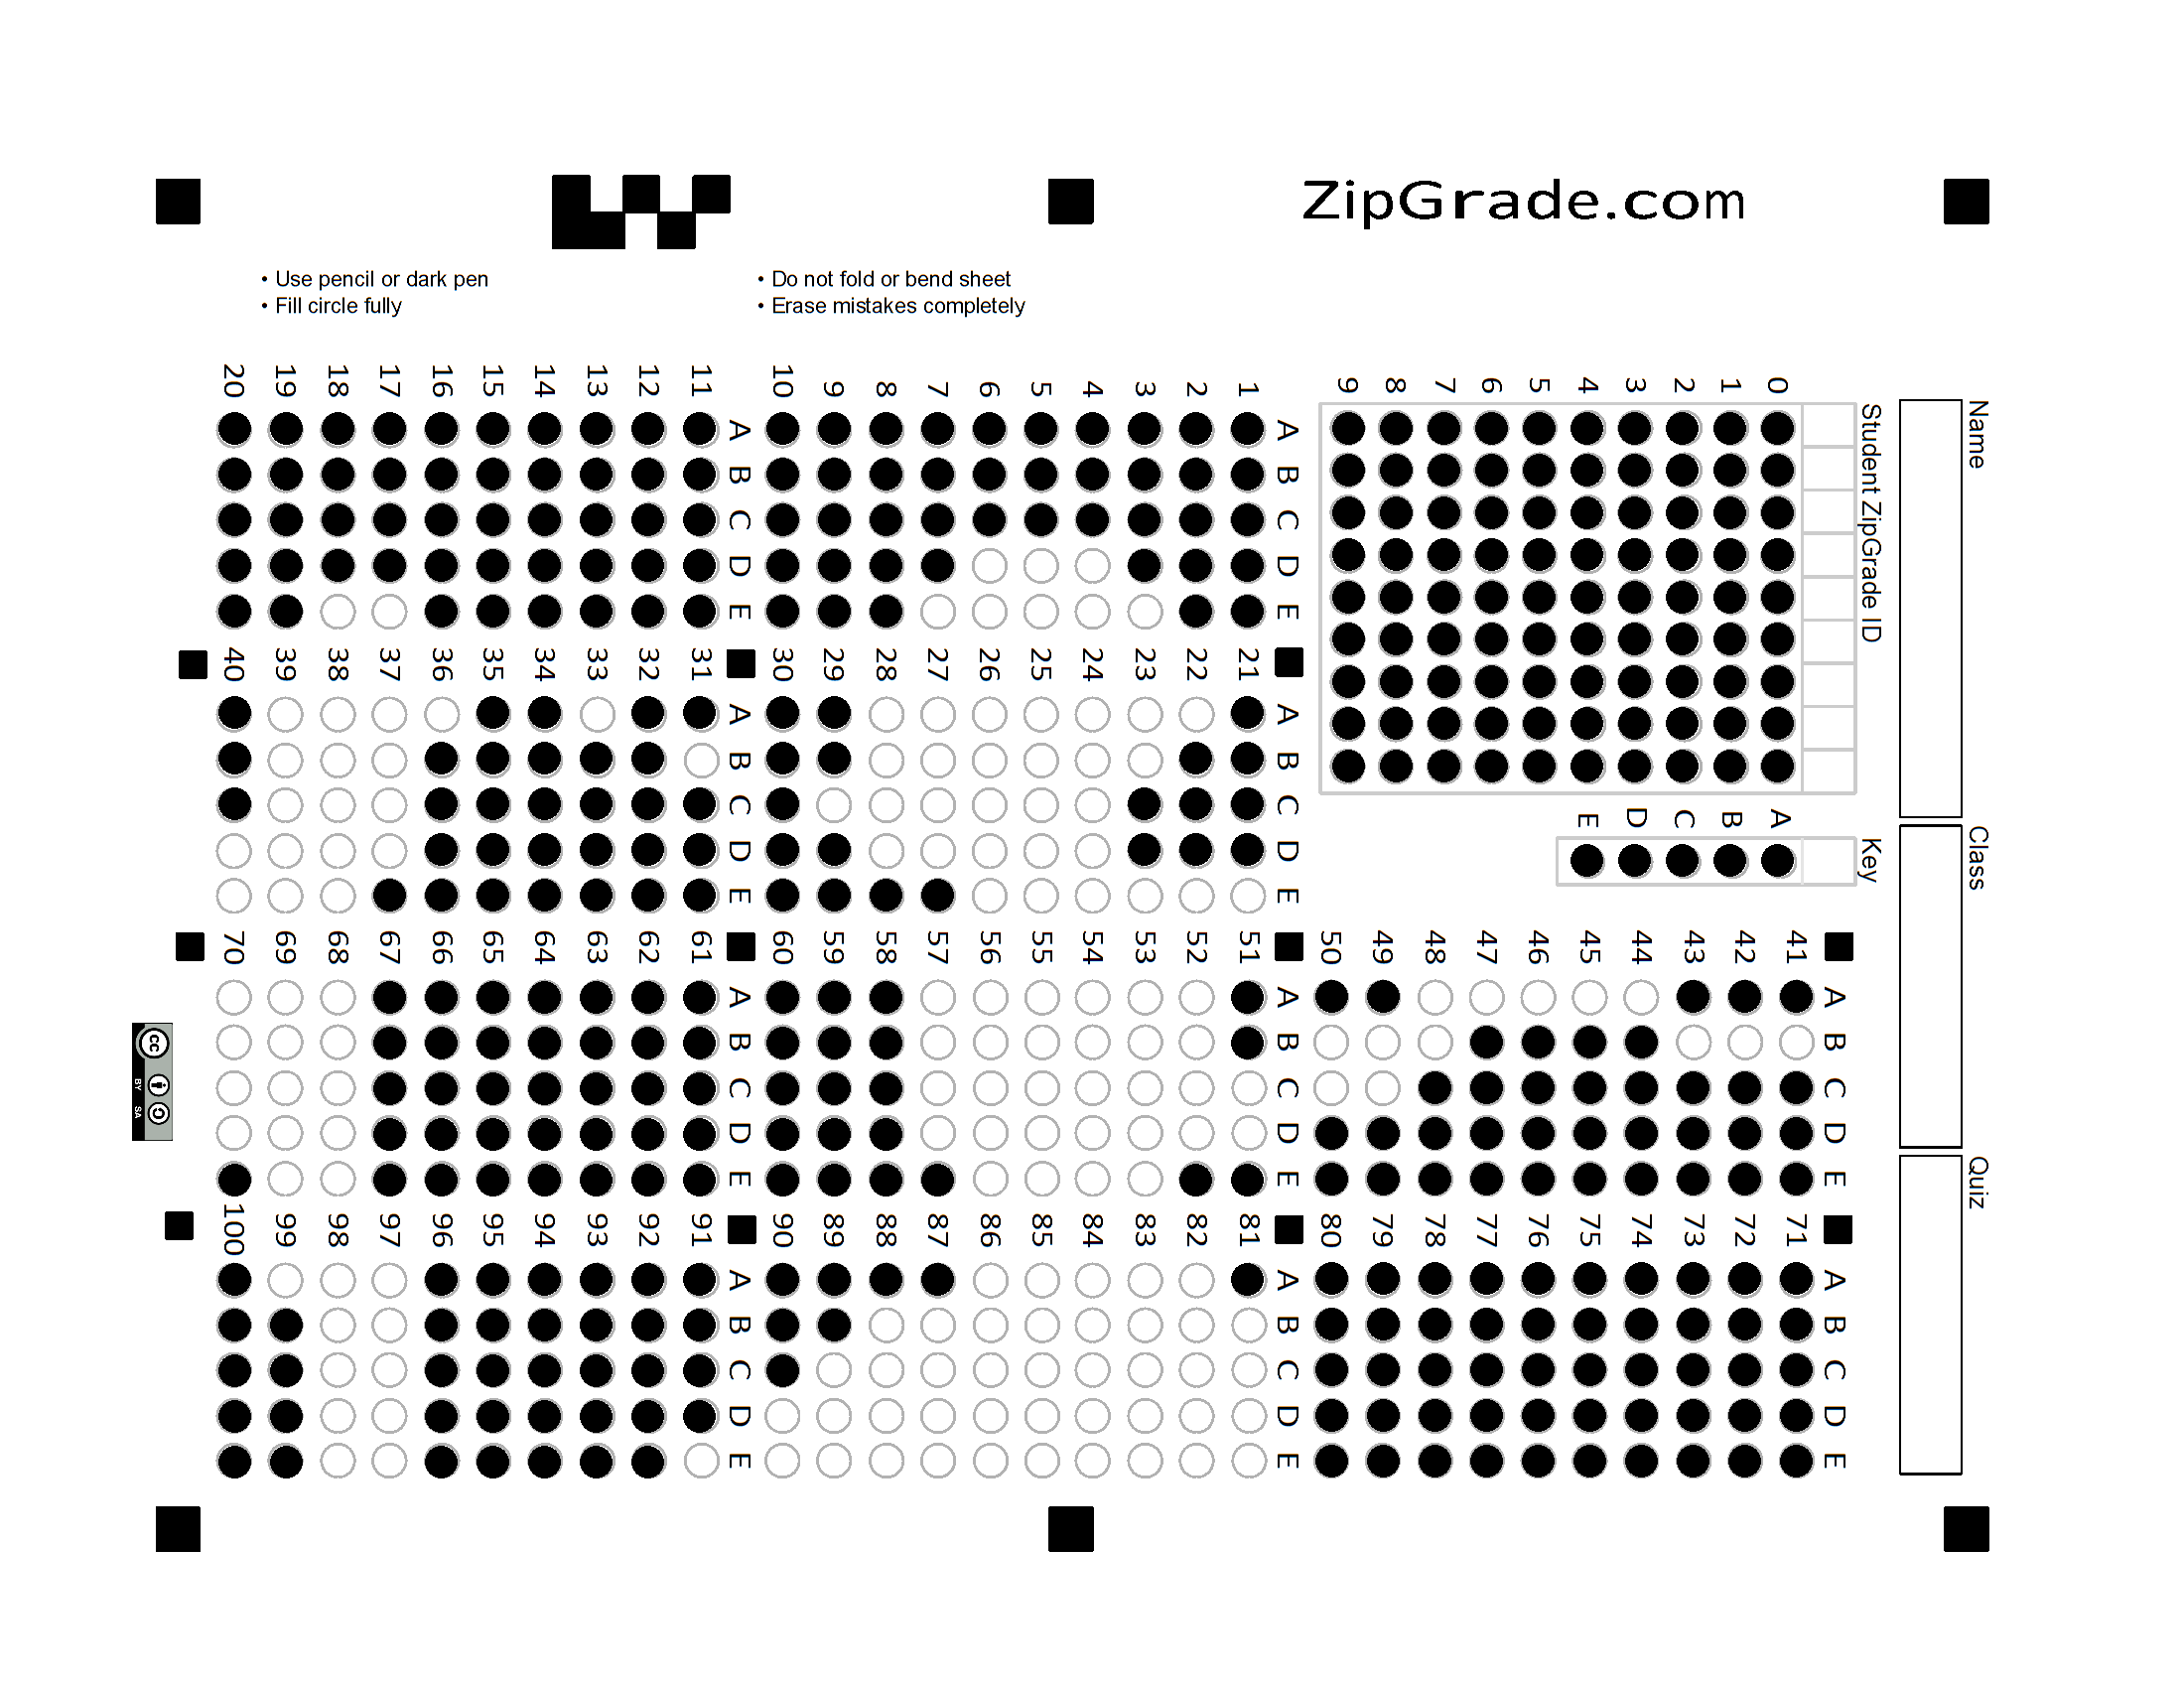 ZipGrade.com
• Use pencil or dark pen
• Fill circle fully
• Do not fold or bend sheet
• Erase mistakes completely
Name
Class
Quiz
Student ZipGrade ID
0 1 2 3 4 5 6 7 8 9
Key
A B C D E
A B C D E
1 2 3 4 5 6 7 8 9 10
A B C D E
11 12 13 14 15 16 17 18 19 20
A B C D E
21 22 23 24 25 26 27 28 29 30
A B C D E
31 32 33 34 35 36 37 38 39 40
A B C D E
41 42 43 44 45 46 47 48 49 50
A B C D E
51 52 53 54 55 56 57 58 59 60
A B C D E
61 62 63 64 65 66 67 68 69 70
A B C D E
71 72 73 74 75 76 77 78 79 80
A B C D E
81 82 83 84 85 86 87 88 89 90
A B C D E
91 92 93 94 95 96 97 98 99 100
cc
BY SA